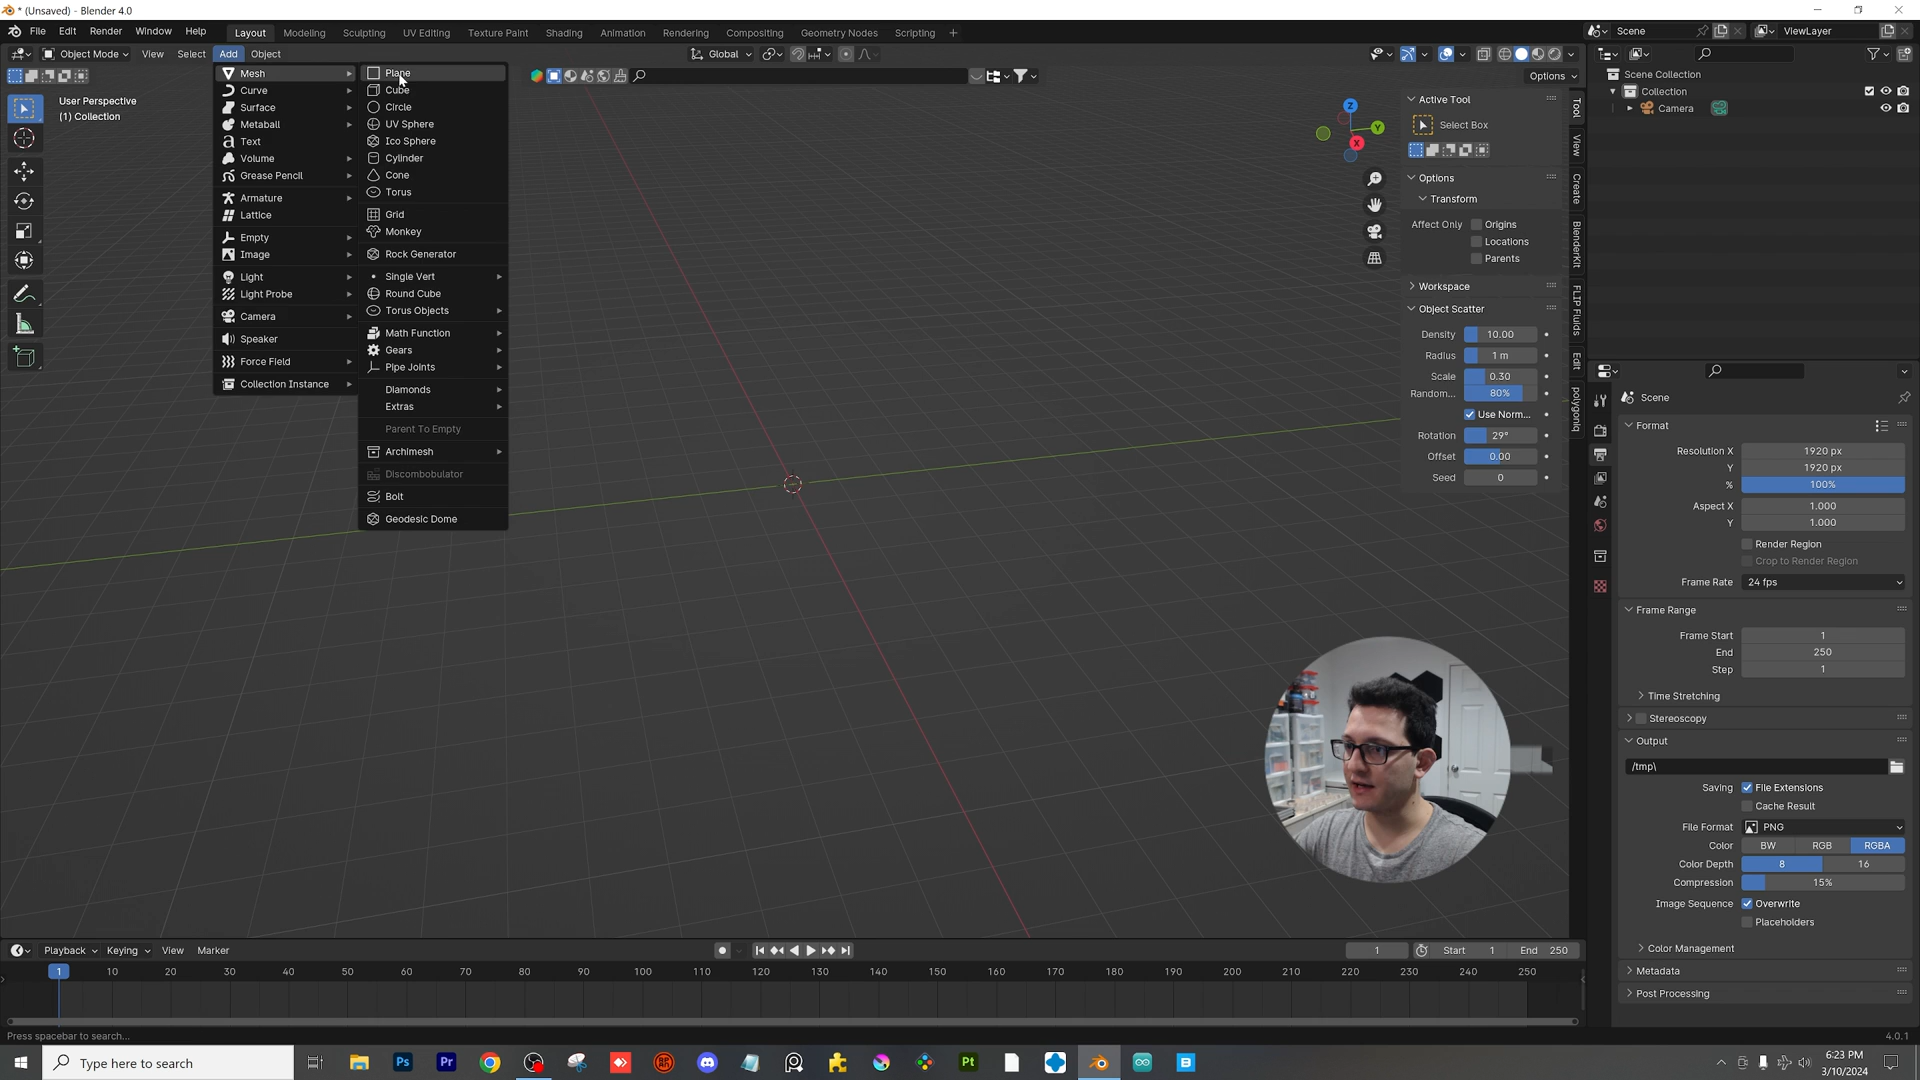 * (Unsaved) - Blender 4.0
File Edit Render Window Help Layout Modeling Sculpting UV Editing Texture Paint Shading Animation Rendering Compositing Geometry Nodes Scripting + Scene ViewLayer
Object Mode View Select Add Object Global
Options
User Perspective
(1) Collection
Mesh
Curve
Surface
Metaball
Text
Volume
Grease Pencil
Armature
Lattice
Empty
Image
Light
Light Probe
Camera
Speaker
Force Field
Collection Instance
Plane
Cube
Circle
UV Sphere
Ico Sphere
Cylinder
Cone
Torus
Grid
Monkey
Rock Generator
Single Vert
Round Cube
Torus Objects
Math Function
Gears
Pipe Joints
Diamonds
Extras
Parent To Empty
Archimesh
Discombobulator
Bolt
Geodesic Dome
Z
Y
X
Active Tool
Select Box
Options
Transform
Affect Only Origins
Locations
Parents
Workspace
Object Scatter
Density 10.00
Radius 1 m
Scale 0.30
Random... 80%
Use Norm...
Rotation 29°
Offset 0.00
Seed 0
Tool
View
Create
BlenderKit
FLIP Fluids
Edit
polygoniq
Scene Collection
Collection
Camera
Scene
Format
Resolution X 1920 px
Y 1920 px
% 100%
Aspect X 1.000
Y 1.000
Render Region
Crop to Render Region
Frame Rate 24 fps
Frame Range
Frame Start 1
End 250
Step 1
Time Stretching
Stereoscopy
Output
/tmp\
Saving File Extensions
Cache Result
File Format PNG
Color BW RGB RGBA
Color Depth 8 16
Compression 15%
Image Sequence Overwrite
Placeholders
Color Management
Metadata
Post Processing
Playback Keying View Marker 1 Start 1 End 250
1 10 20 30 40 50 60 70 80 90 100 110 120 130 140 150 160 170 180 190 200 210 220 230 240 250
Press spacebar to search... 4.0.1
Type here to search Ps Pr Pt B
6:23 PM
3/10/2024